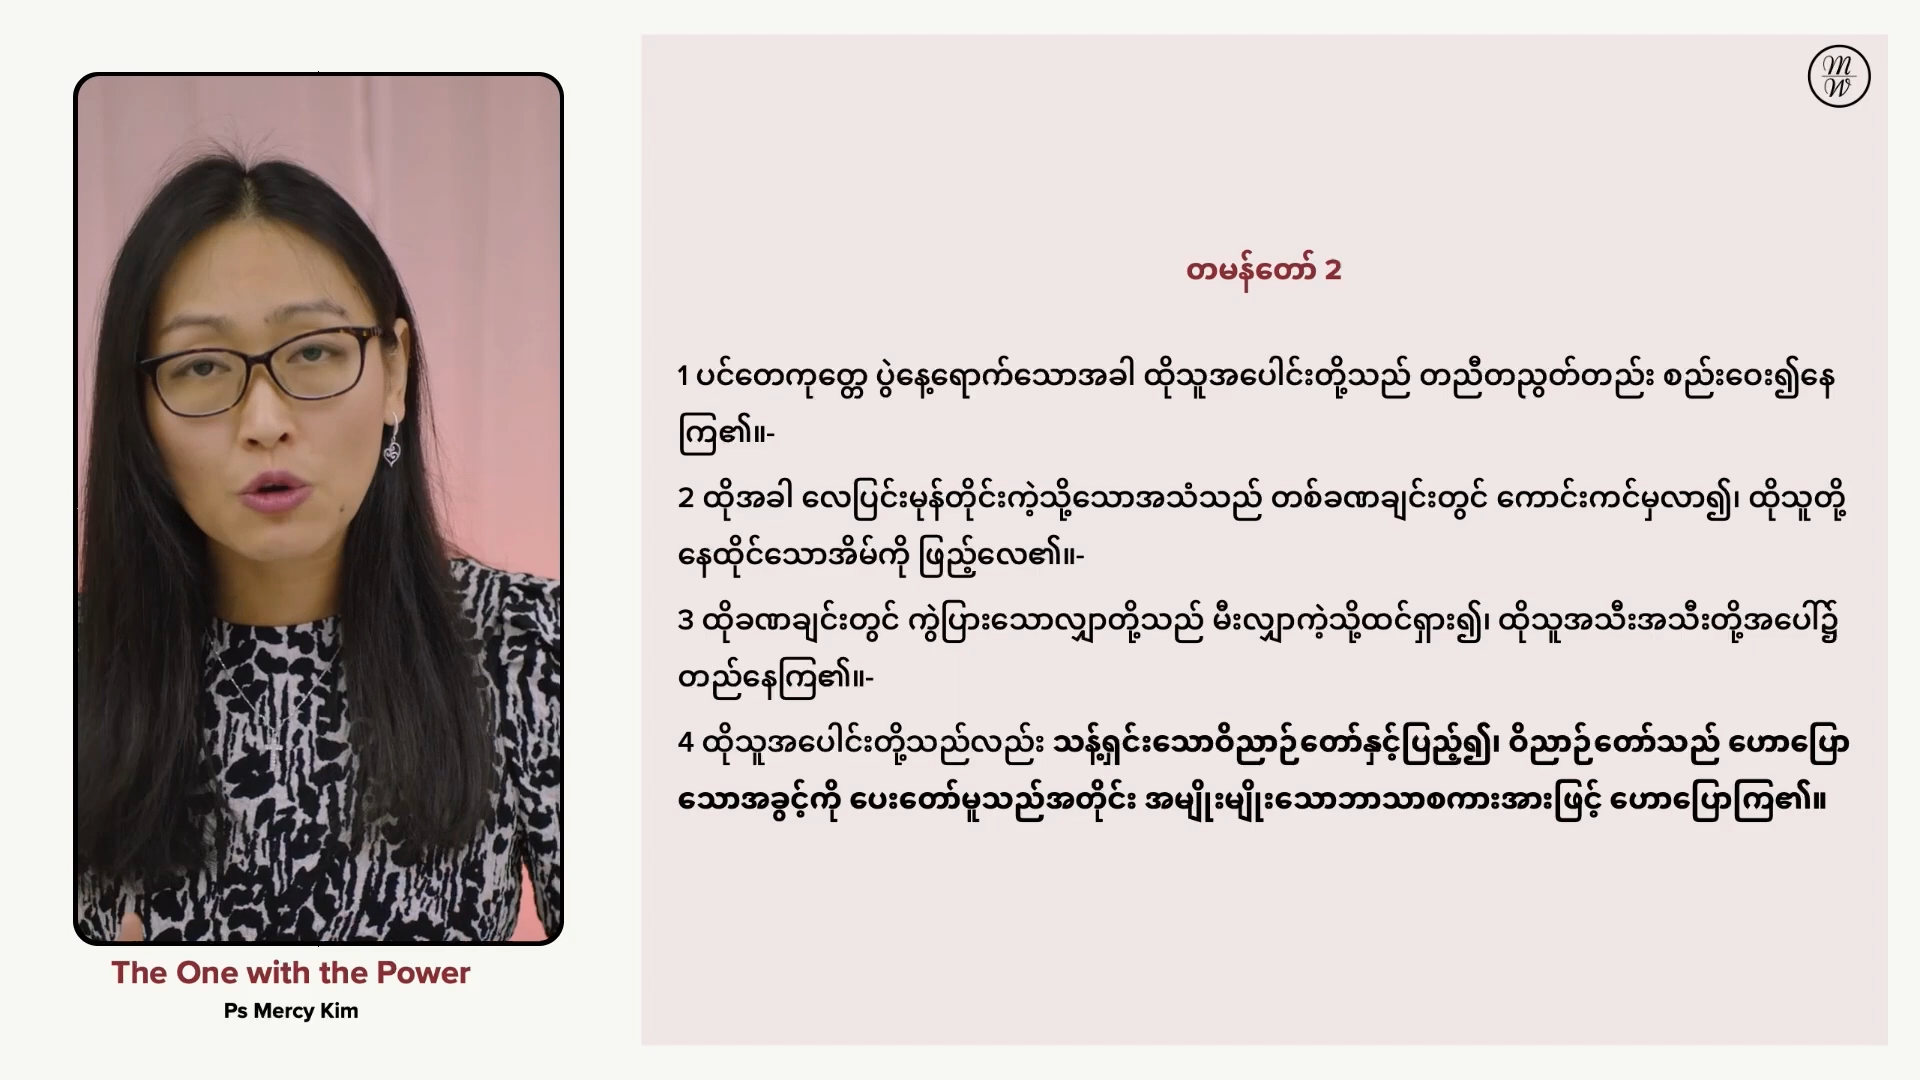 M
W
တမန်တော် 2
1 ပင်တေကုတ္တေ ပွဲနေ့ရောက်သောအခါ ထိုသူအပေါင်းတို့သည် တညီတညွတ်တည်း စည်းဝေး၍နေ
ကြ၏။-
2 ထိုအခါ လေပြင်းမုန်တိုင်းကဲ့သို့သောအသံသည် တစ်ခဏချင်းတွင် ကောင်းကင်မှလာ၍၊ ထိုသူတို့
နေထိုင်သောအိမ်ကို ဖြည့်လေ၏။-
3 ထိုခဏချင်းတွင် ကွဲပြားသောလျှာတို့သည် မီးလျှာကဲ့သို့ထင်ရှား၍၊ ထိုသူအသီးအသီးတို့အပေါ်၌
တည်နေကြ၏။-
4 ထိုသူအပေါင်းတို့သည်လည်း သန့်ရှင်းသောဝိညာဉ်တော်နှင့်ပြည့်၍၊ ဝိညာဉ်တော်သည် ဟောပြော
သောအခွင့်ကို ပေးတော်မူသည်အတိုင်း အမျိုးမျိုးသောဘာသာစကားအားဖြင့် ဟောပြောကြ၏။
The One with the Power
Ps Mercy Kim